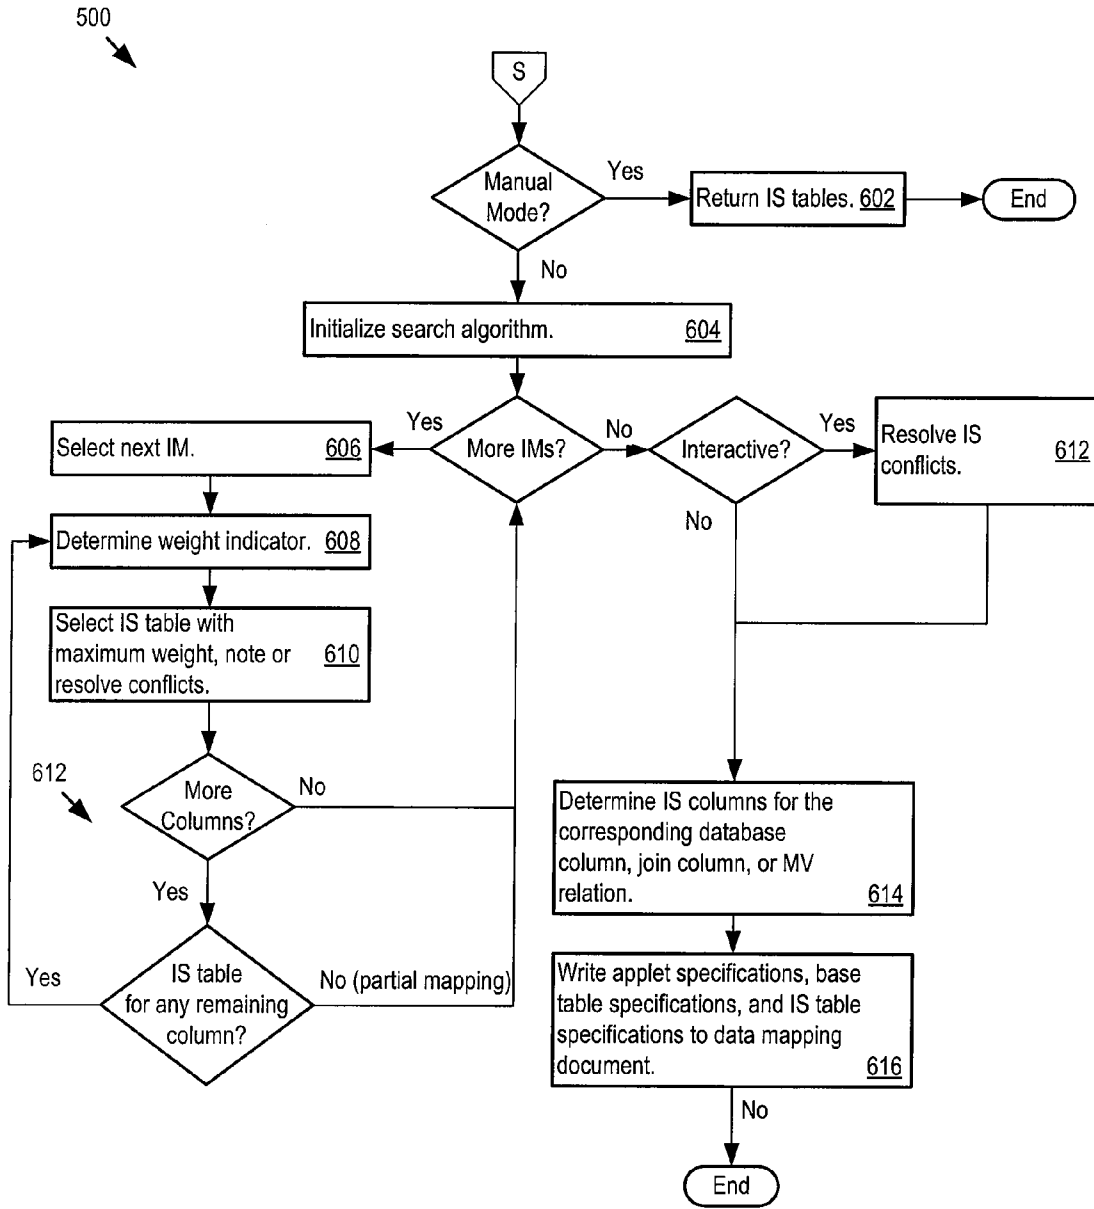 500
S
Manual
Mode?
Yes
Return IS tables. 602
End
No
Initialize search algorithm. 604
Yes
More IMs?
No
Interactive?
Yes
Resolve IS
conflicts.
612
Select next IM. 606
No
Determine weight indicator. 608
Select IS table with
maximum weight, note or
resolve conflicts.
610
612
More
Columns?
No
Yes
Determine IS columns for the
corresponding database
column, join column, or MV
relation.
614
Yes
IS table
for any remaining
column?
No (partial mapping)
Write applet specifications, base
table specifications, and IS table
specifications to data mapping
document.
616
No
End